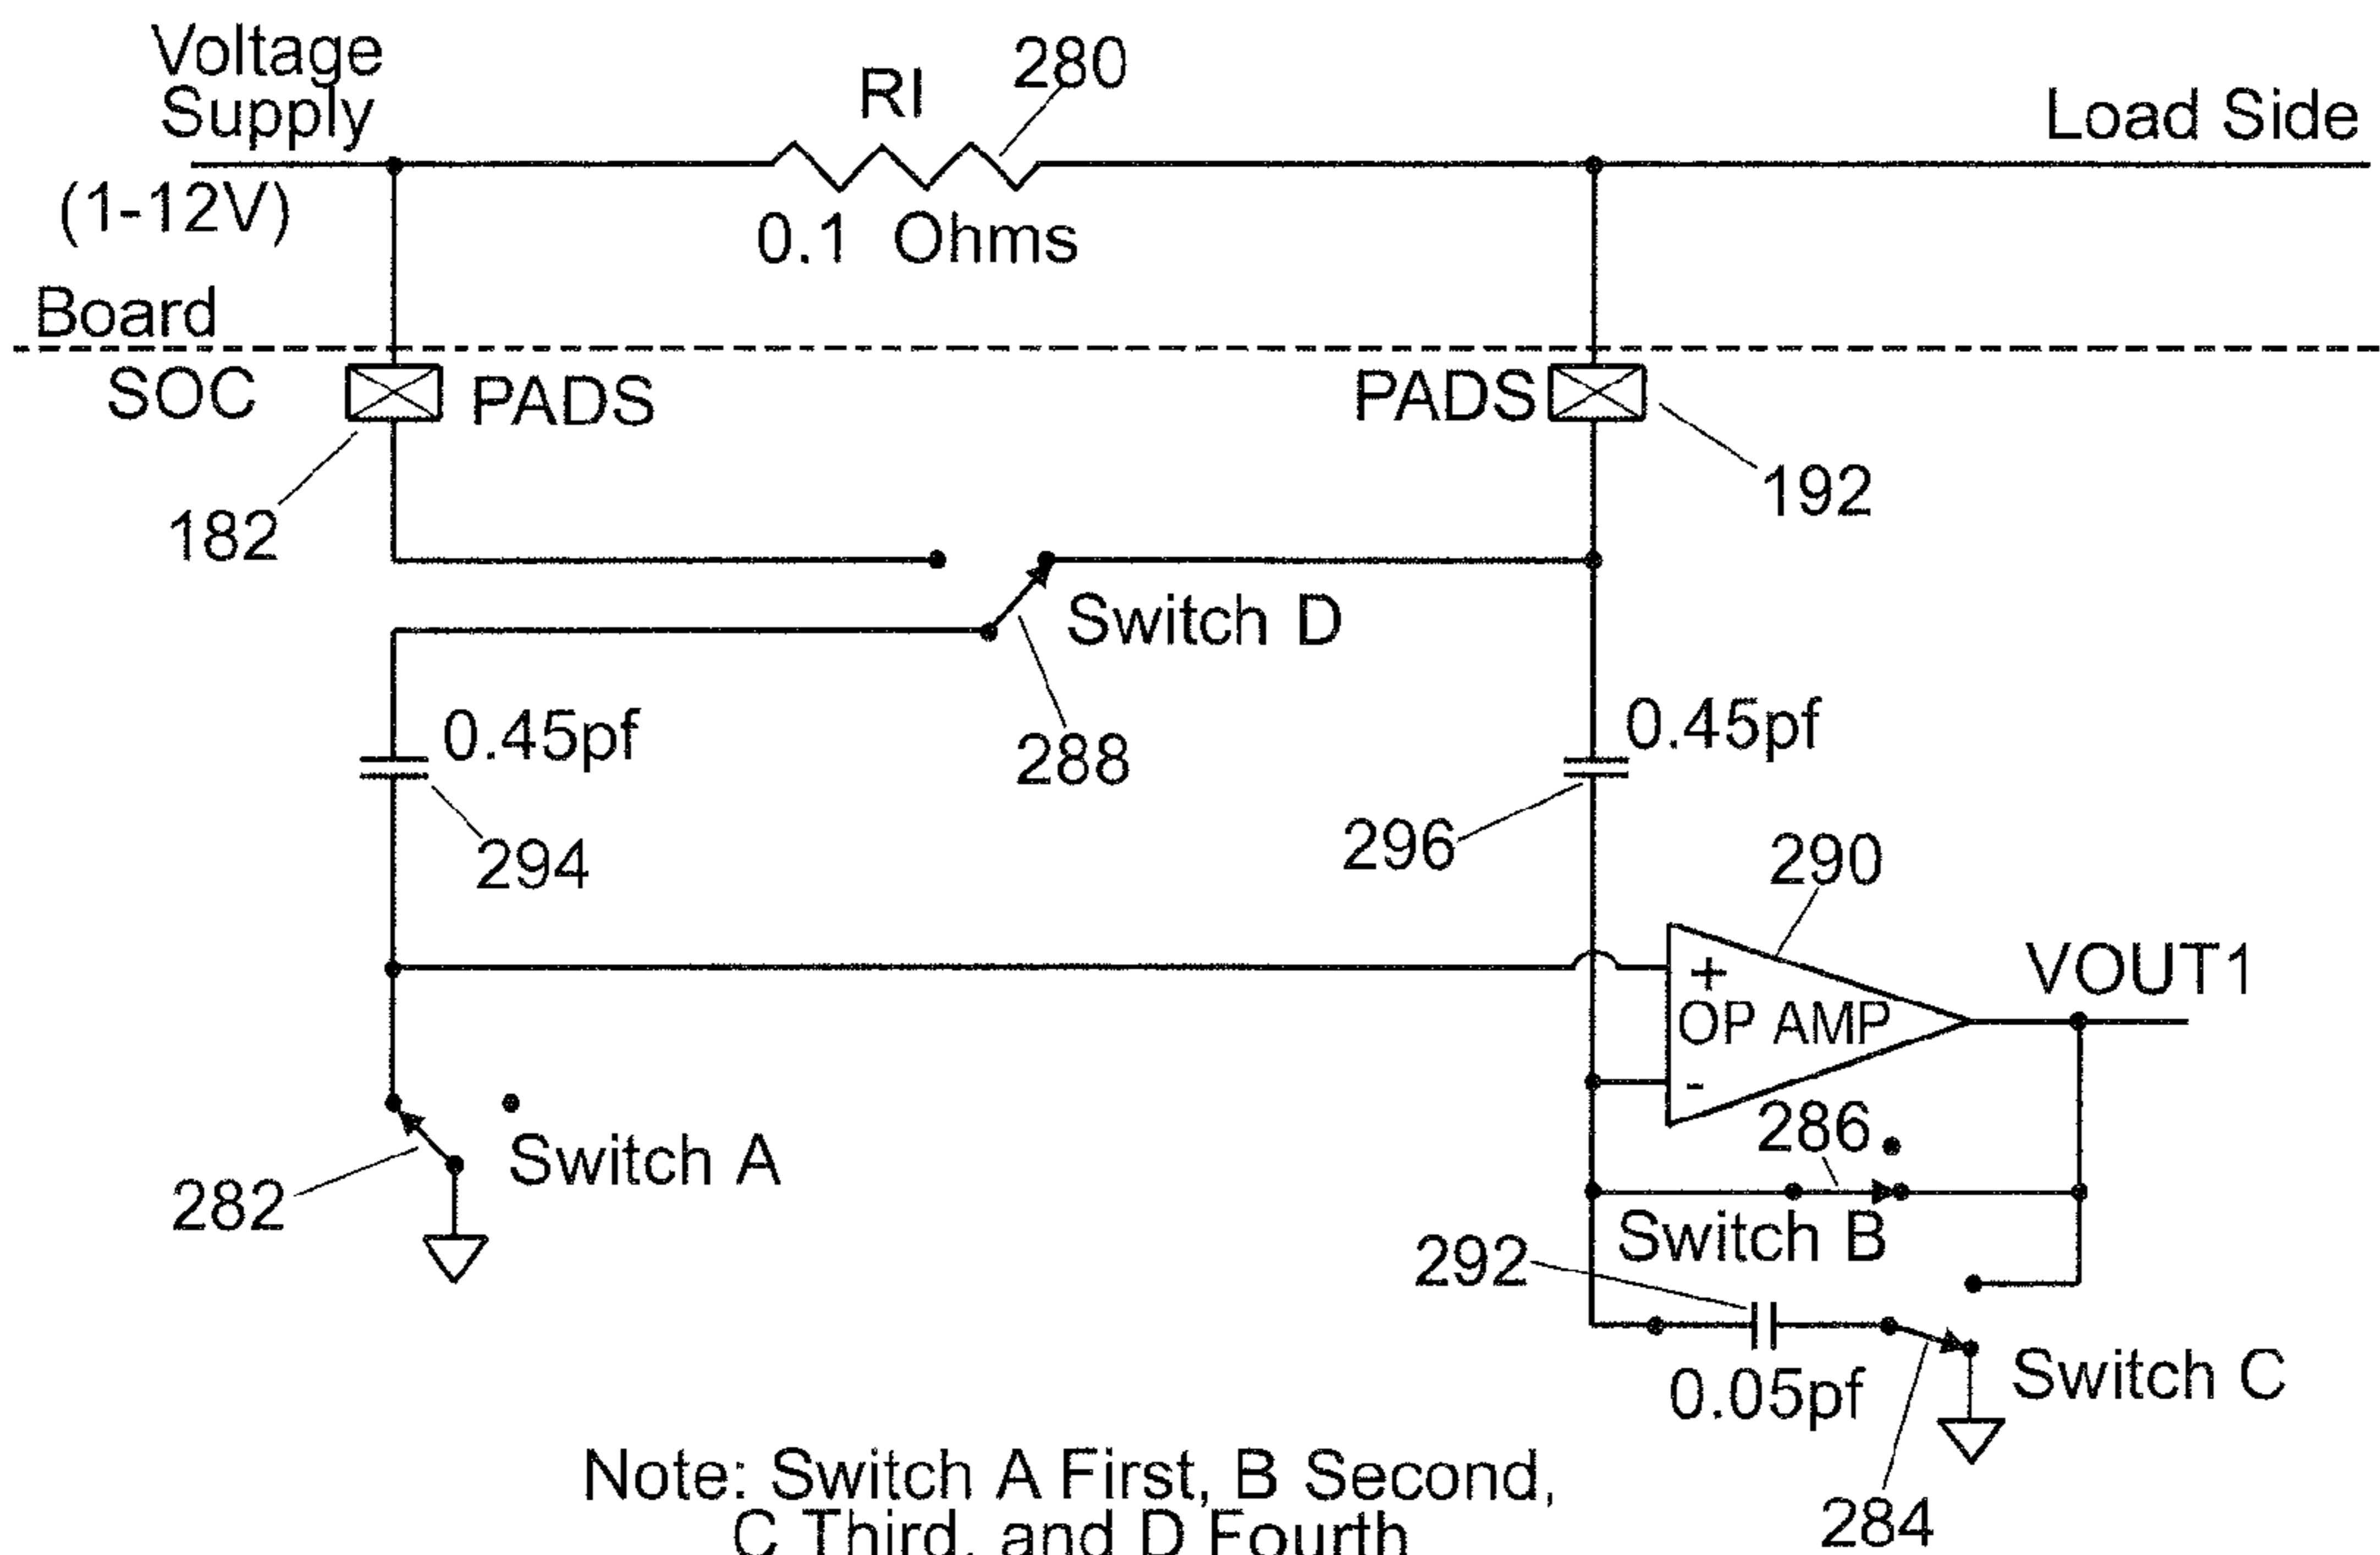 Voltage
Supply
(1-12V)
RI
280
0.1 Ohms
Load Side
Board
SOC
PADS
PADS
182
192
Switch D
288
0.45pf
294
0.45pf
296
290
+
OP AMP
-
VOUT1
286
Switch A
282
Switch B
292
0.05pf
Switch C
284
Note: Switch A First, B Second,
C Third, and D Fourth